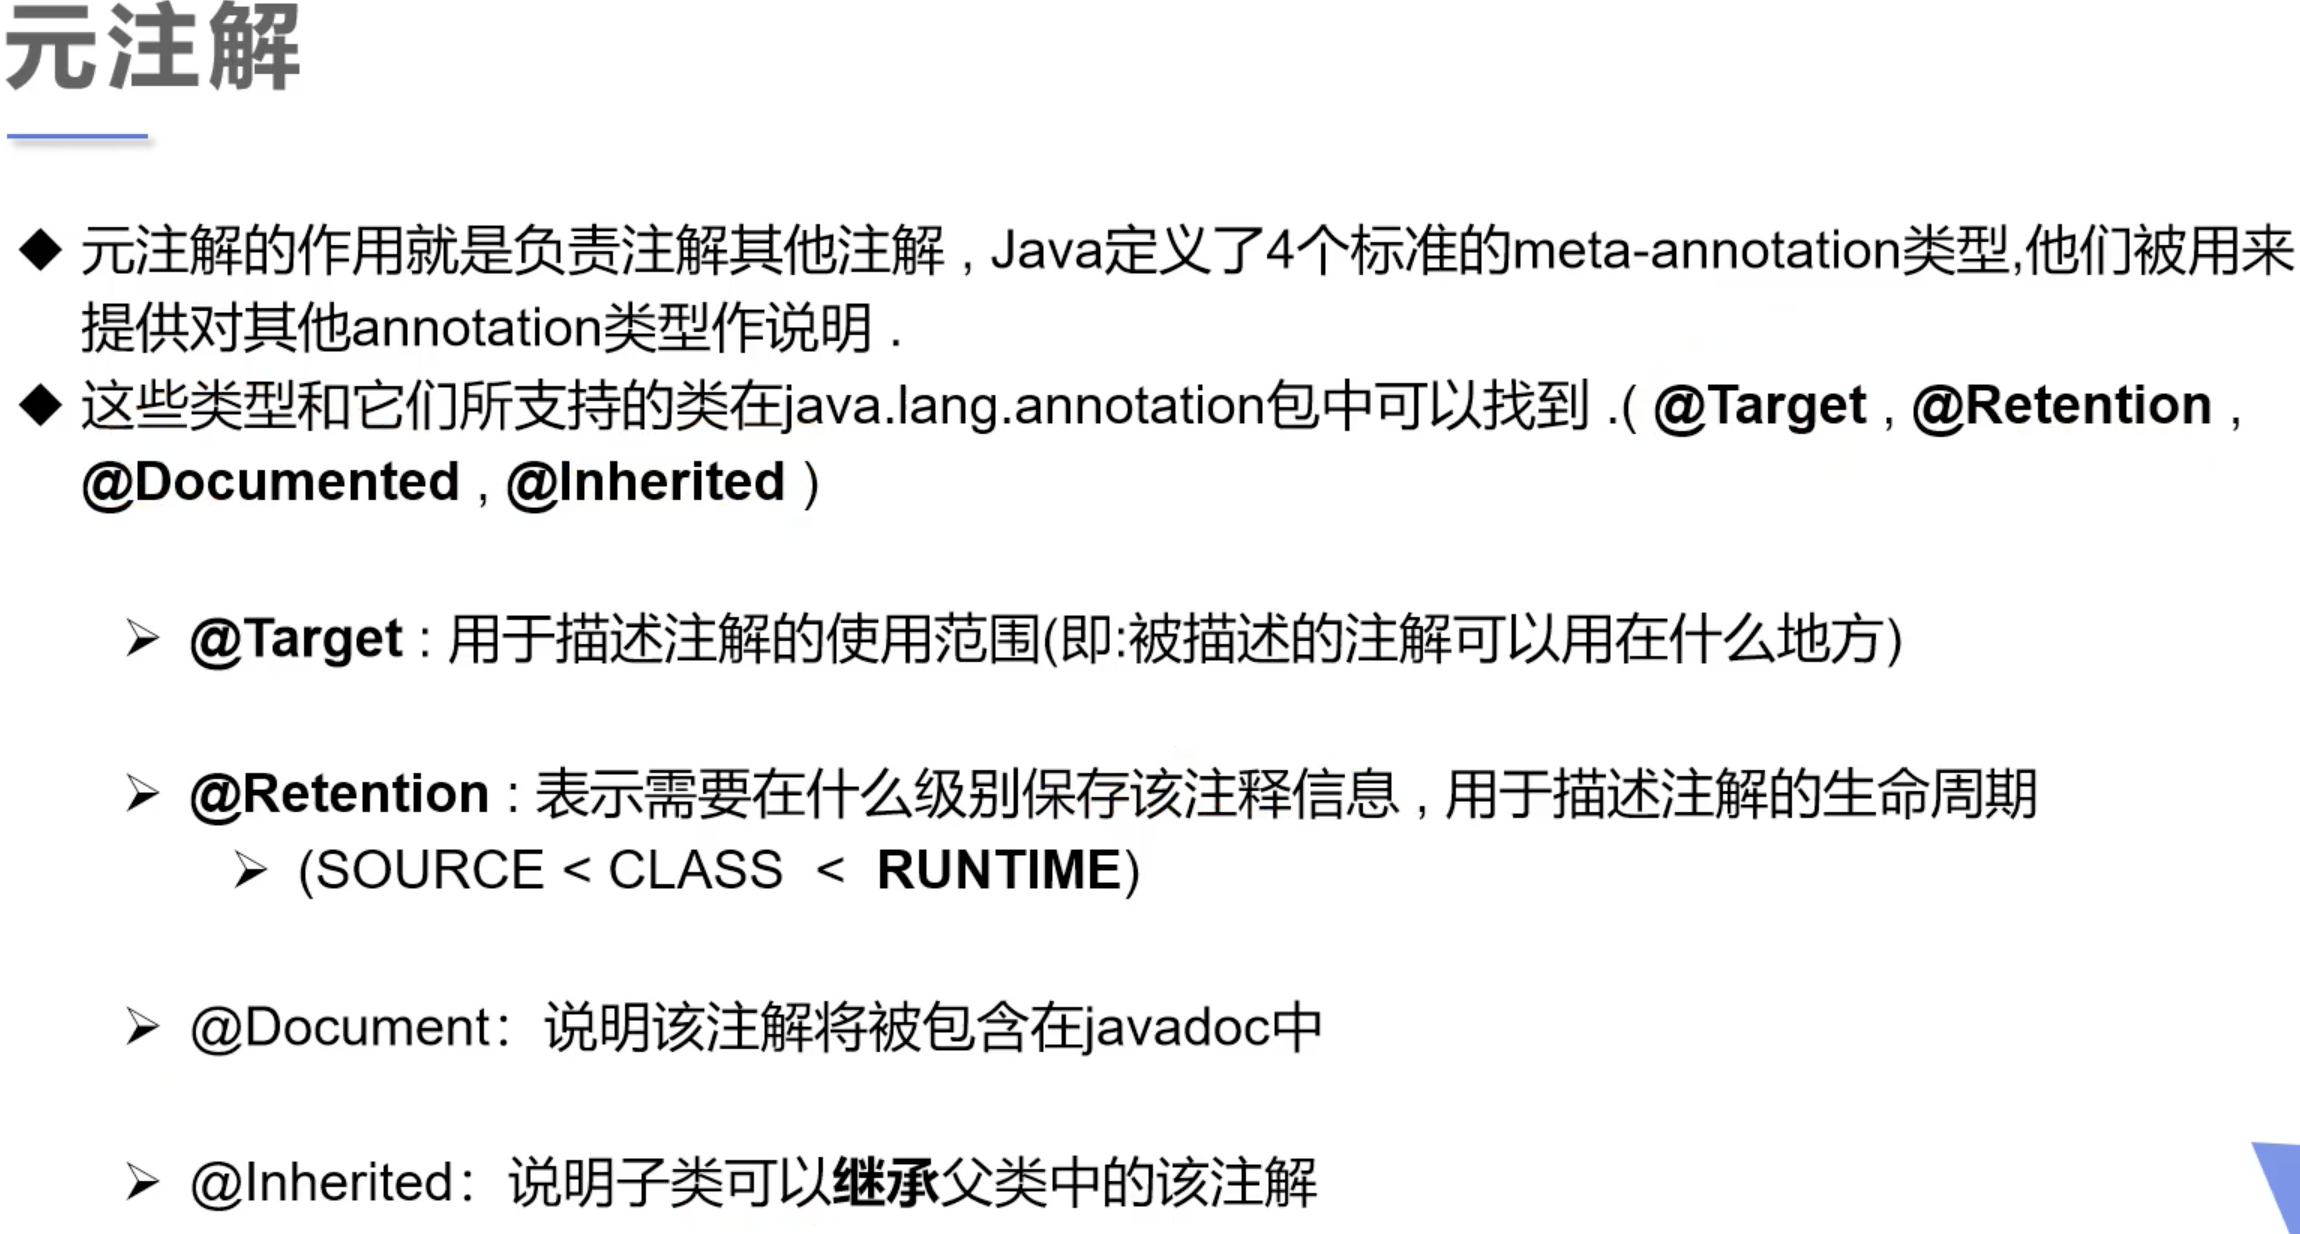 元注解
◆ 元注解的作用就是负责注解其他注解 , Java定义了4个标准的meta-annotation类型,他们被用来
提供对其他annotation类型作说明 .
◆ 这些类型和它们所支持的类在java.lang.annotation包中可以找到 .( @Target , @Retention ,
@Documented , @Inherited )
➢ @Target : 用于描述注解的使用范围(即:被描述的注解可以用在什么地方)
➢ @Retention : 表示需要在什么级别保存该注释信息 , 用于描述注解的生命周期
➢ (SOURCE < CLASS < RUNTIME)
➢ @Document：说明该注解将被包含在javadoc中
➢ @Inherited：说明子类可以继承父类中的该注解